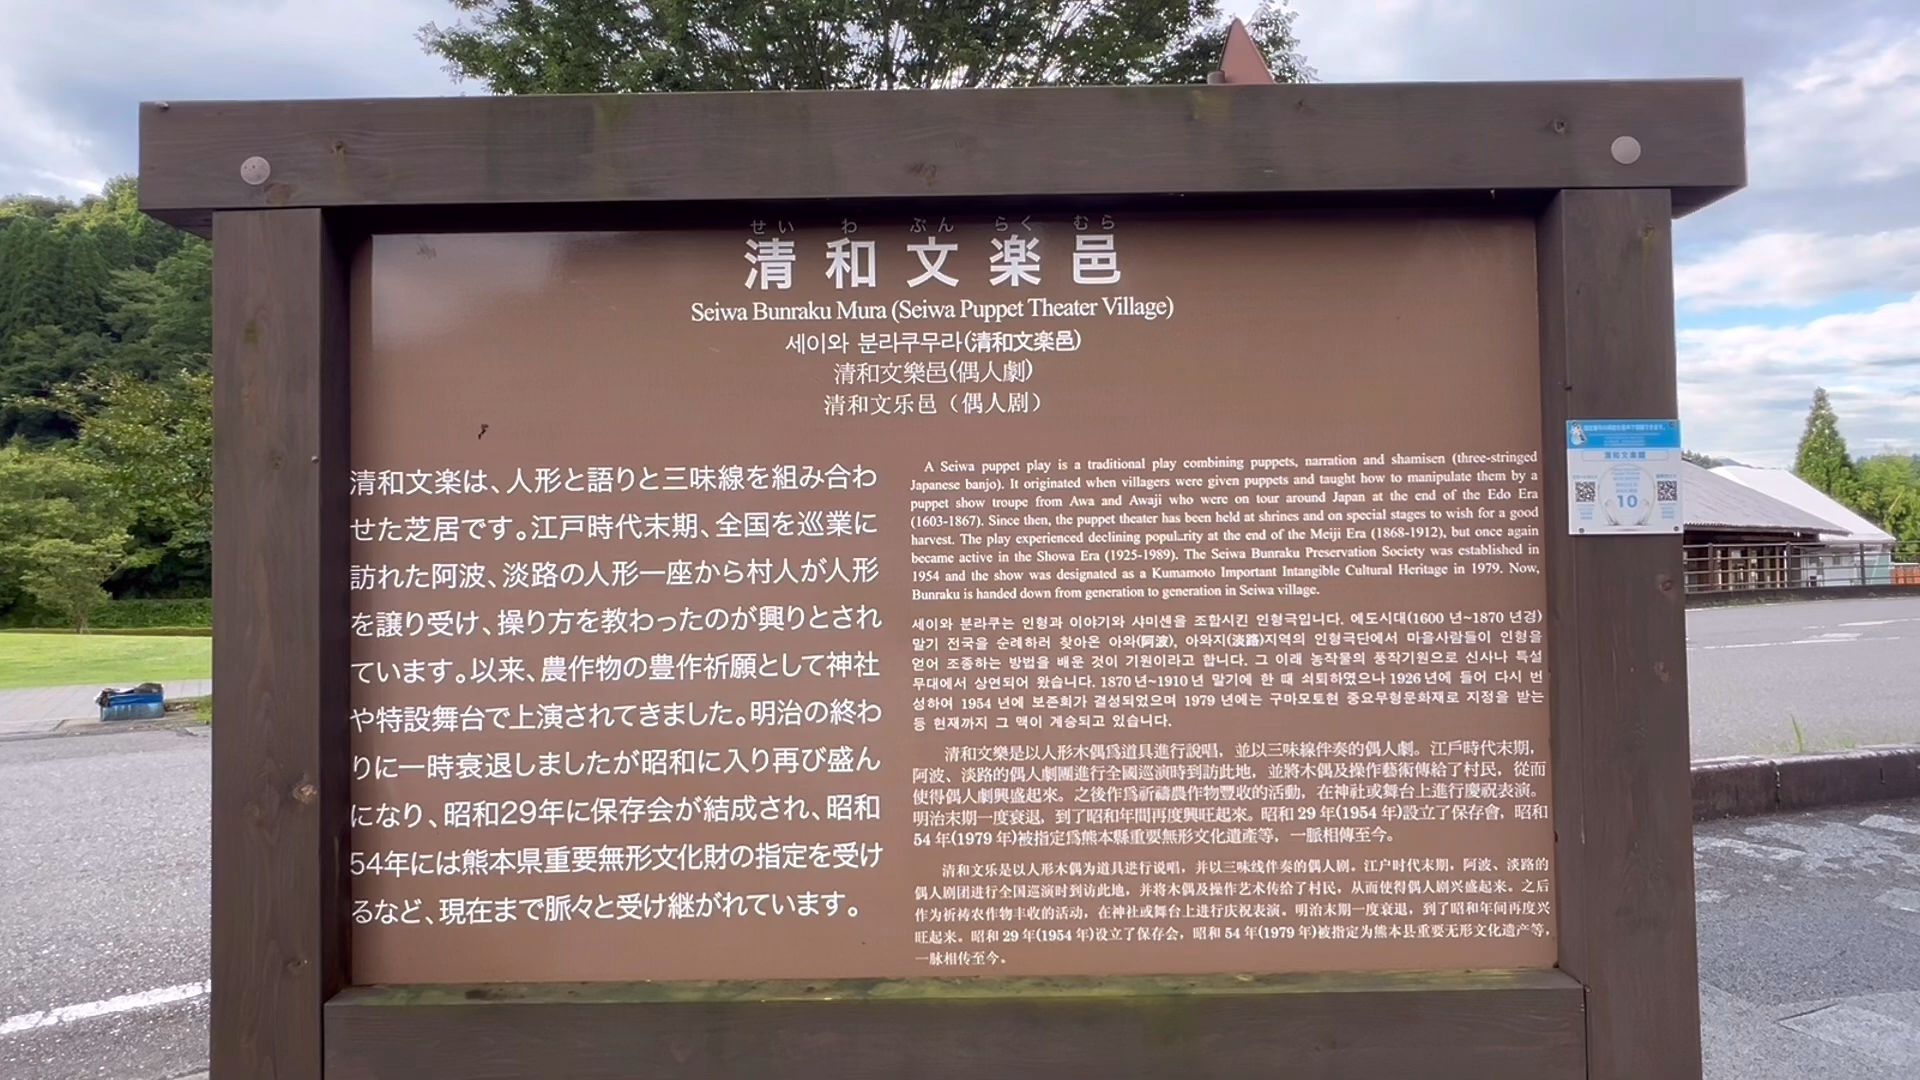 せい わ ぶん らく むら
清和文楽邑
Seiwa Bunraku Mura (Seiwa Puppet Theater Village)
세이와 분라쿠무라(清和文楽邑)
清和文樂邑(偶人劇)
清和文乐邑（偶人剧）
清和文楽は、人形と語りと三味線を組み合わ
せた芝居です。江戸時代末期、全国を巡業に
訪れた阿波、淡路の人形一座から村人が人形
を譲り受け、操り方を教わったのが興りとされ
ています。以来、農作物の豊作祈願として神社
や特設舞台で上演されてきました。明治の終わ
りに一時衰退しましたが昭和に入り再び盛ん
になり、昭和29年に保存会が結成され、昭和
54年には熊本県重要無形文化財の指定を受け
るなど、現在まで脈々と受け継がれています。
A Seiwa puppet play is a traditional play combining puppets, narration and shamisen (three-stringed
Japanese banjo). It originated when villagers were given puppets and taught how to manipulate them by a
puppet show troupe from Awa and Awaji who were on tour around Japan at the end of the Edo Era
(1603-1867). Since then, the puppet theater has been held at shrines and on special stages to wish for a good
harvest. The play experienced declining popul rity at the end of the Meiji Era (1868-1912), but once again
became active in the Showa Era (1925-1989). The Seiwa Bunraku Preservation Society was established in
1954 and the show was designated as a Kumamoto Important Intangible Cultural Heritage in 1979. Now,
Bunraku is handed down from generation to generation in Seiwa village.
세이와 분라쿠는 인형과 이야기와 샤미센을 조합시킨 인형극입니다. 에도시대(1600 년~1870 년경)
말기 전국을 순례하러 찾아온 아와(阿波), 아와지(淡路)지역의 인형극단에서 마을사람들이 인형을
얻어 조종하는 방법을 배운 것이 기원이라고 합니다. 그 이래 농작물의 풍작기원으로 신사나 특설
무대에서 상연되어 왔습니다. 1870 년~1910 년 말기에 한 때 쇠퇴하였으나 1926 년에 들어 다시 번
성하여 1954 년에 보존회가 결성되었으며 1979 년에는 구마모토현 중요무형문화재로 지정을 받는
등 현재까지 그 맥이 계승되고 있습니다.
清和文樂是以人形木偶爲道具進行說唱，並以三味線伴奏的偶人劇。江戶時代末期，
阿波、淡路的偶人劇團進行全國巡演時到訪此地，並將木偶及操作藝術傳給了村民，從而
使得偶人劇興盛起來。之後作爲祈禱農作物豐收的活動，在神社或舞台上進行慶祝表演。
明治末期一度衰退，到了昭和年間再度興旺起來。昭和 29 年(1954 年)設立了保存會，昭和
54 年(1979 年)被指定爲熊本縣重要無形文化遺產等，一脈相傳至今。
清和文乐是以人形木偶为道具进行说唱，并以三味线伴奏的偶人剧。江户时代末期，阿波、淡路的
偶人剧团进行全国巡演时到访此地，并将木偶及操作艺术传给了村民，从而使得偶人剧兴盛起来。之后
作为祈祷农作物丰收的活动，在神社或舞台上进行庆祝表演。明治末期一度衰退，到了昭和年间再度兴
旺起来。昭和 29 年(1954 年)设立了保存会，昭和 54 年(1979 年)被指定为熊本县重要无形文化遗产等，
一脉相传至今。
清和文楽館
10